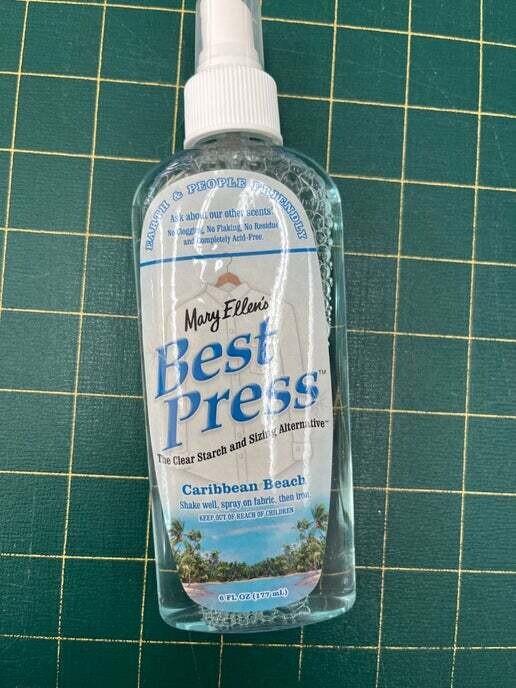 EARTH & PEOPLE FRIENDLY
Ask about our other scents!
No Clogging, No Flaking, No Residue
and Completely Acid-Free.
Mary Ellen's
Best
Press™
The Clear Starch and Sizing Alternative™
Caribbean Beach
Shake well, spray on fabric, then iron.
KEEP OUT OF REACH OF CHILDREN
6 FL OZ (177 ml.)